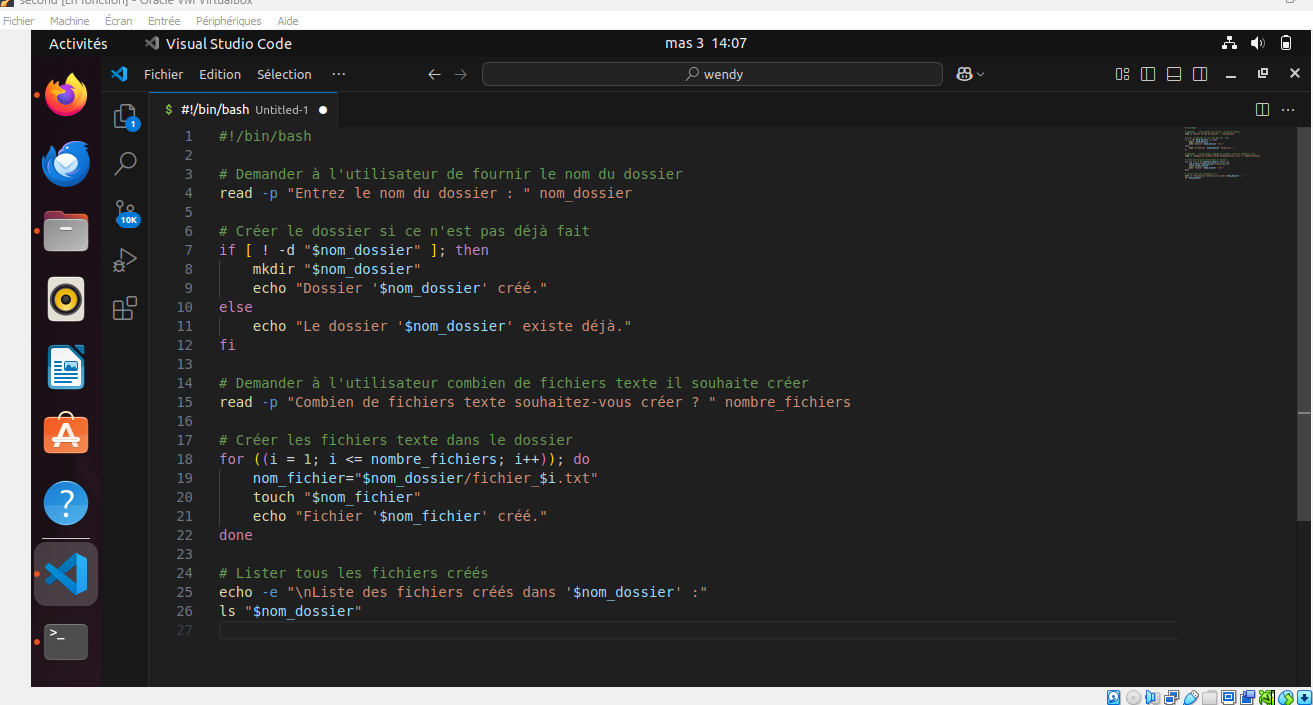 second [En fonction] - Oracle VM VirtualBox
Fichier Machine Écran Entrée Périphériques Aide
Activités Visual Studio Code mas 3 14:07
Fichier Edition Sélection ··· wendy
$ #!/bin/bash Untitled-1
1 #!/bin/bash
2
3 # Demander à l'utilisateur de fournir le nom du dossier
4 read -p "Entrez le nom du dossier : " nom_dossier
5
6 # Créer le dossier si ce n'est pas déjà fait
7 if [ ! -d "$nom_dossier" ]; then
8 mkdir "$nom_dossier"
9 echo "Dossier '$nom_dossier' créé."
10 else
11 echo "Le dossier '$nom_dossier' existe déjà."
12 fi
13
14 # Demander à l'utilisateur combien de fichiers texte il souhaite créer
15 read -p "Combien de fichiers texte souhaitez-vous créer ? " nombre_fichiers
16
17 # Créer les fichiers texte dans le dossier
18 for ((i = 1; i <= nombre_fichiers; i++)); do
19 nom_fichier="$nom_dossier/fichier_$i.txt"
20 touch "$nom_fichier"
21 echo "Fichier '$nom_fichier' créé."
22 done
23
24 # Lister tous les fichiers créés
25 echo -e "\nListe des fichiers créés dans '$nom_dossier' :"
26 ls "$nom_dossier"
27
1
10K